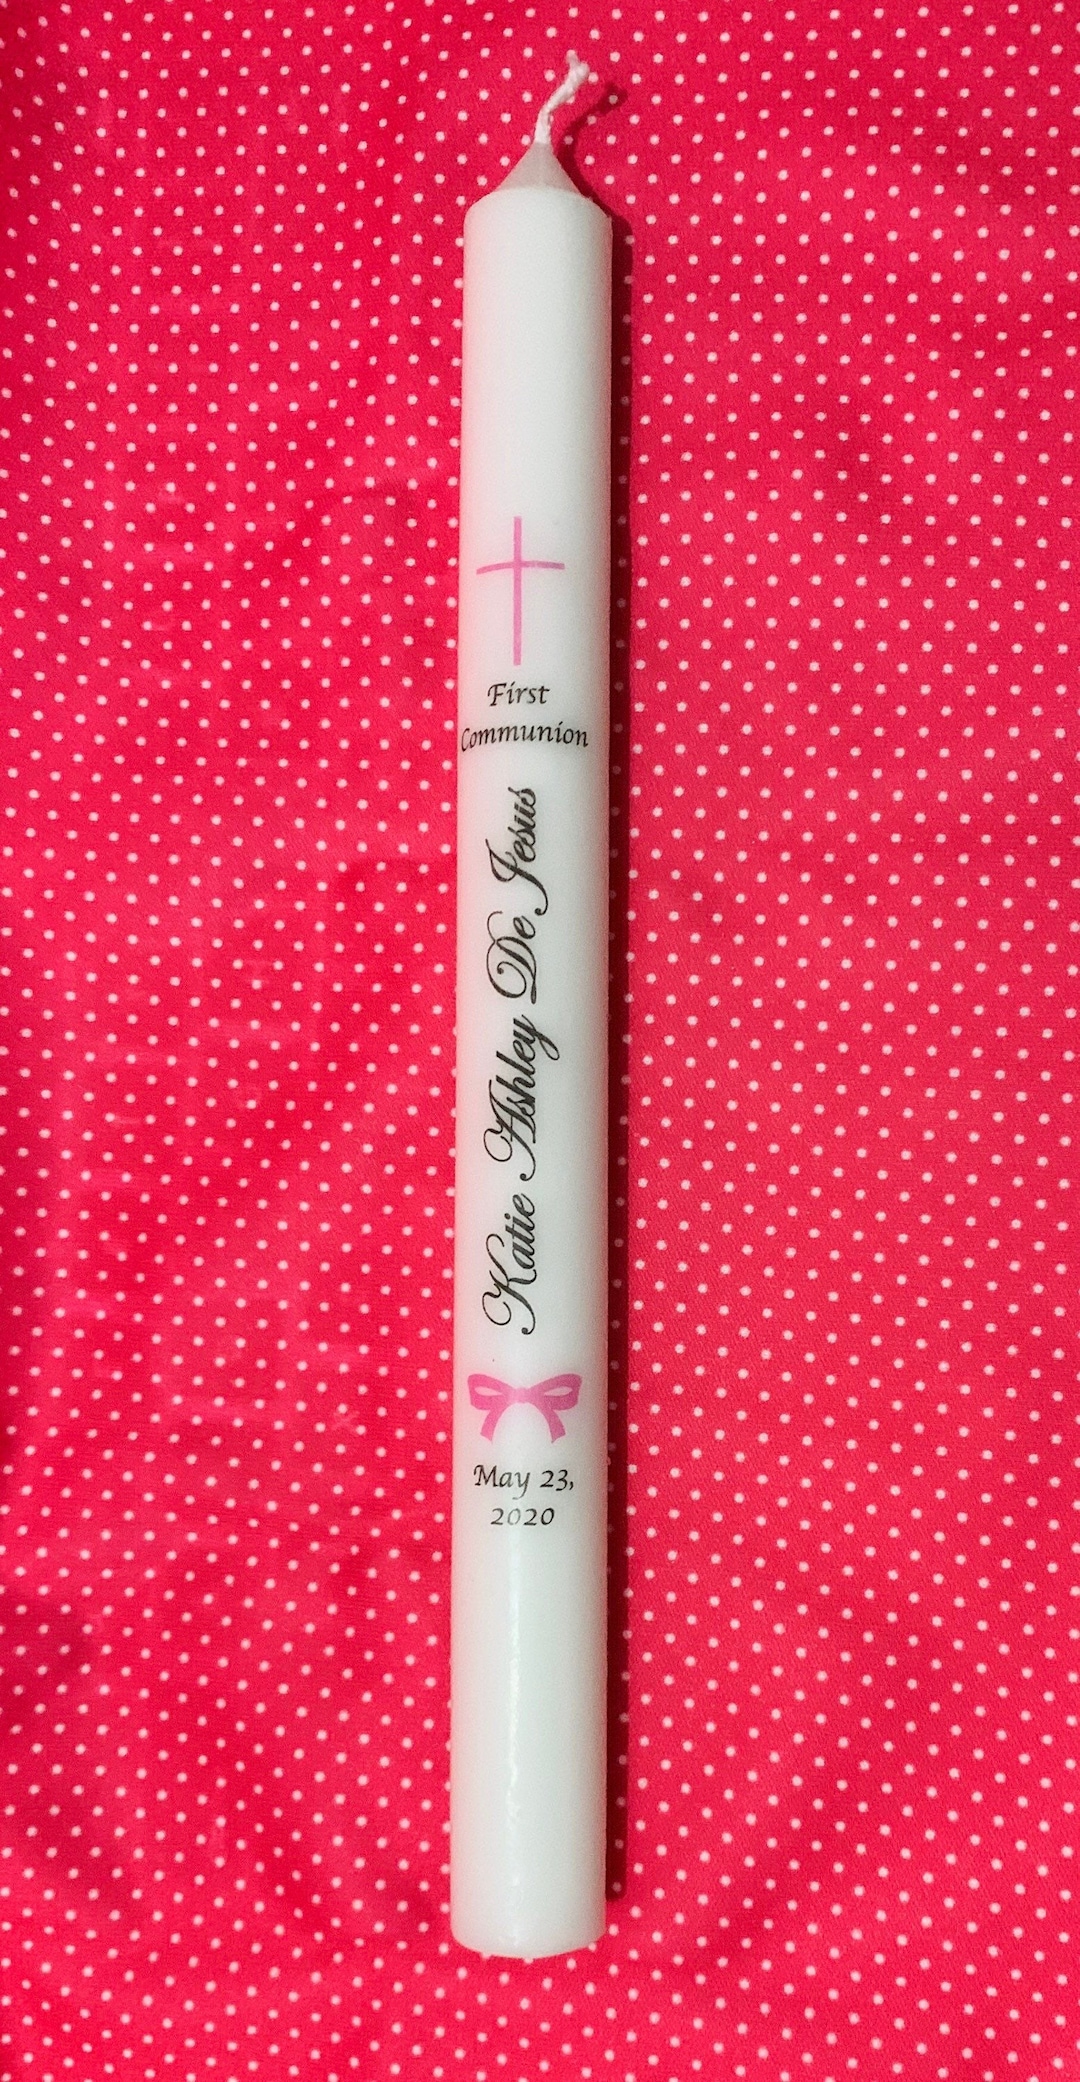 First
Communion
Katie Ashley De Jesus
May 23,
2020